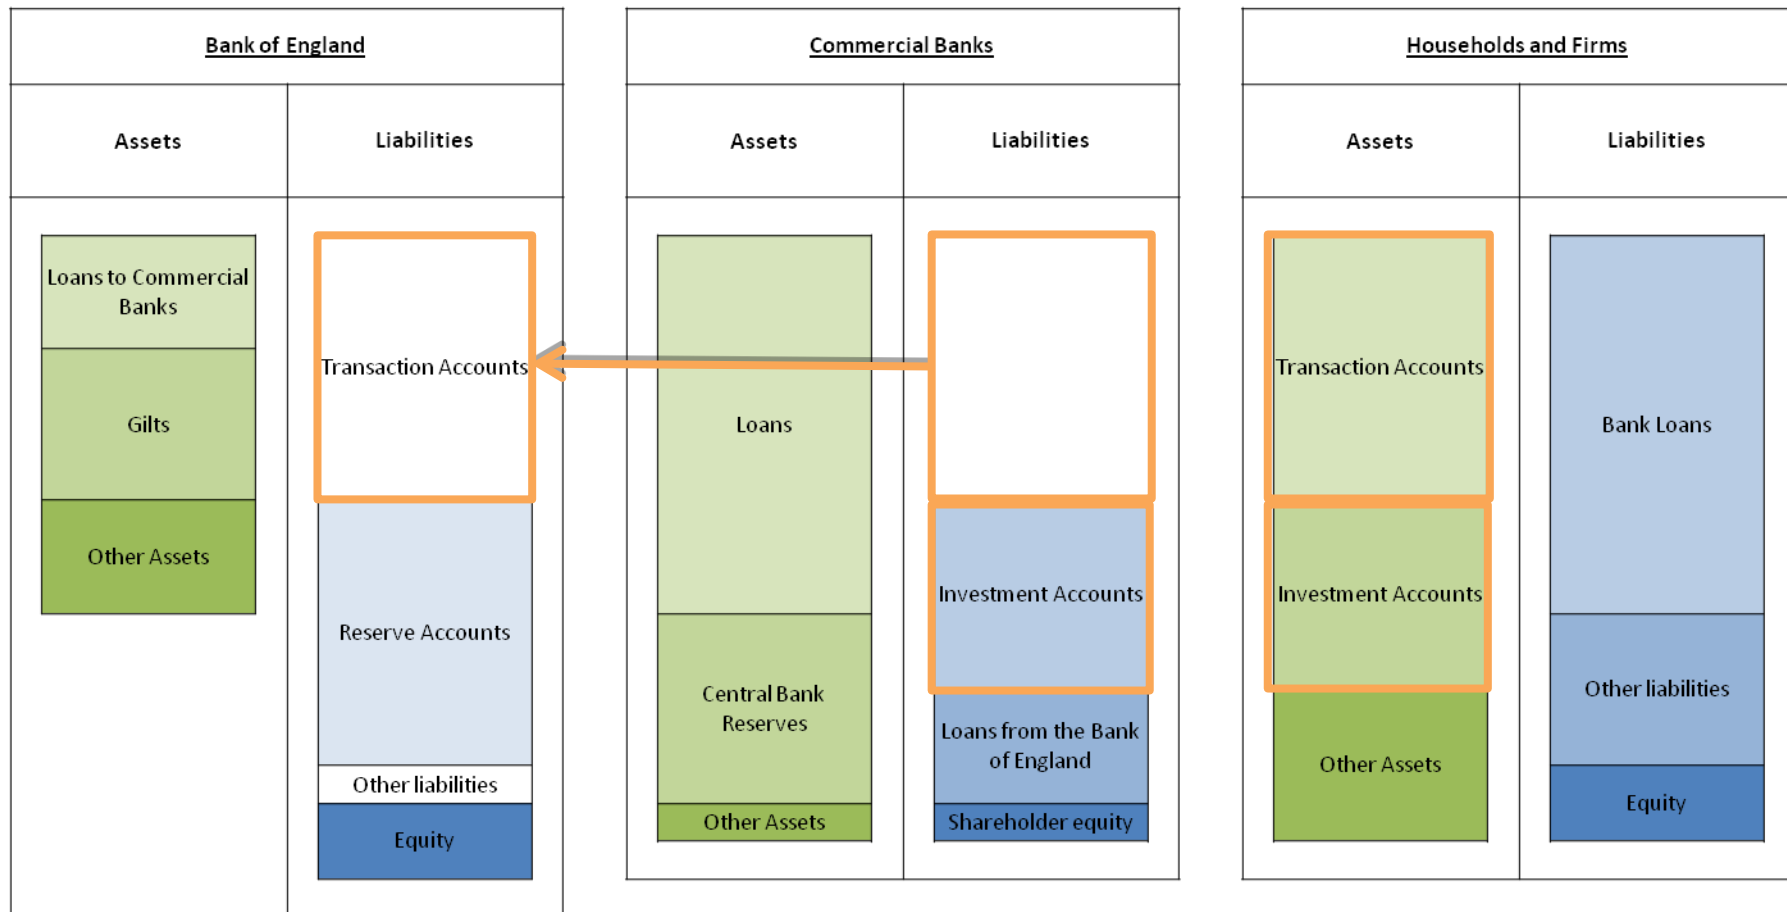 Bank of England
Assets
Liabilities
Loans to Commercial
Banks
Gilts
Other Assets
Transaction Accounts
Reserve Accounts
Other liabilities
Equity
Commercial Banks
Assets
Liabilities
Loans
Central Bank
Reserves
Other Assets
Investment Accounts
Loans from the Bank
of England
Shareholder equity
Households and Firms
Assets
Liabilities
Transaction Accounts
Investment Accounts
Other Assets
Bank Loans
Other liabilities
Equity